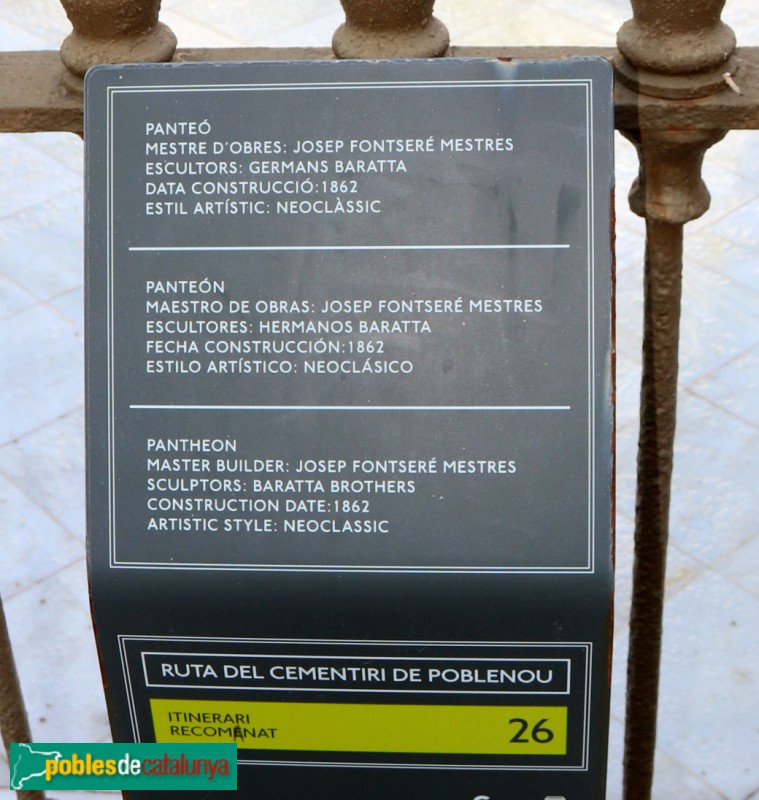 PANTEÓ
MESTRE D'OBRES: JOSEP FONTSERÉ MESTRES
ESCULTORS: GERMANS BARATTA
DATA CONSTRUCCIÓ:1862
ESTIL ARTÍSTIC: NEOCLÀSSIC
PANTEÓN
MAESTRO DE OBRAS: JOSEP FONTSERÉ MESTRES
ESCULTORES: HERMANOS BARATTA
FECHA CONSTRUCCIÓN:1862
ESTILO ARTÍSTICO: NEOCLÁSICO
PANTHEON
MASTER BUILDER: JOSEP FONTSERÉ MESTRES
SCULPTORS: BARATTA BROTHERS
CONSTRUCTION DATE:1862
ARTISTIC STYLE: NEOCLASSIC
RUTA DEL CEMENTIRI DE POBLENOU
ITINERARI
RECOMENAT 26
poblesdecatalunya